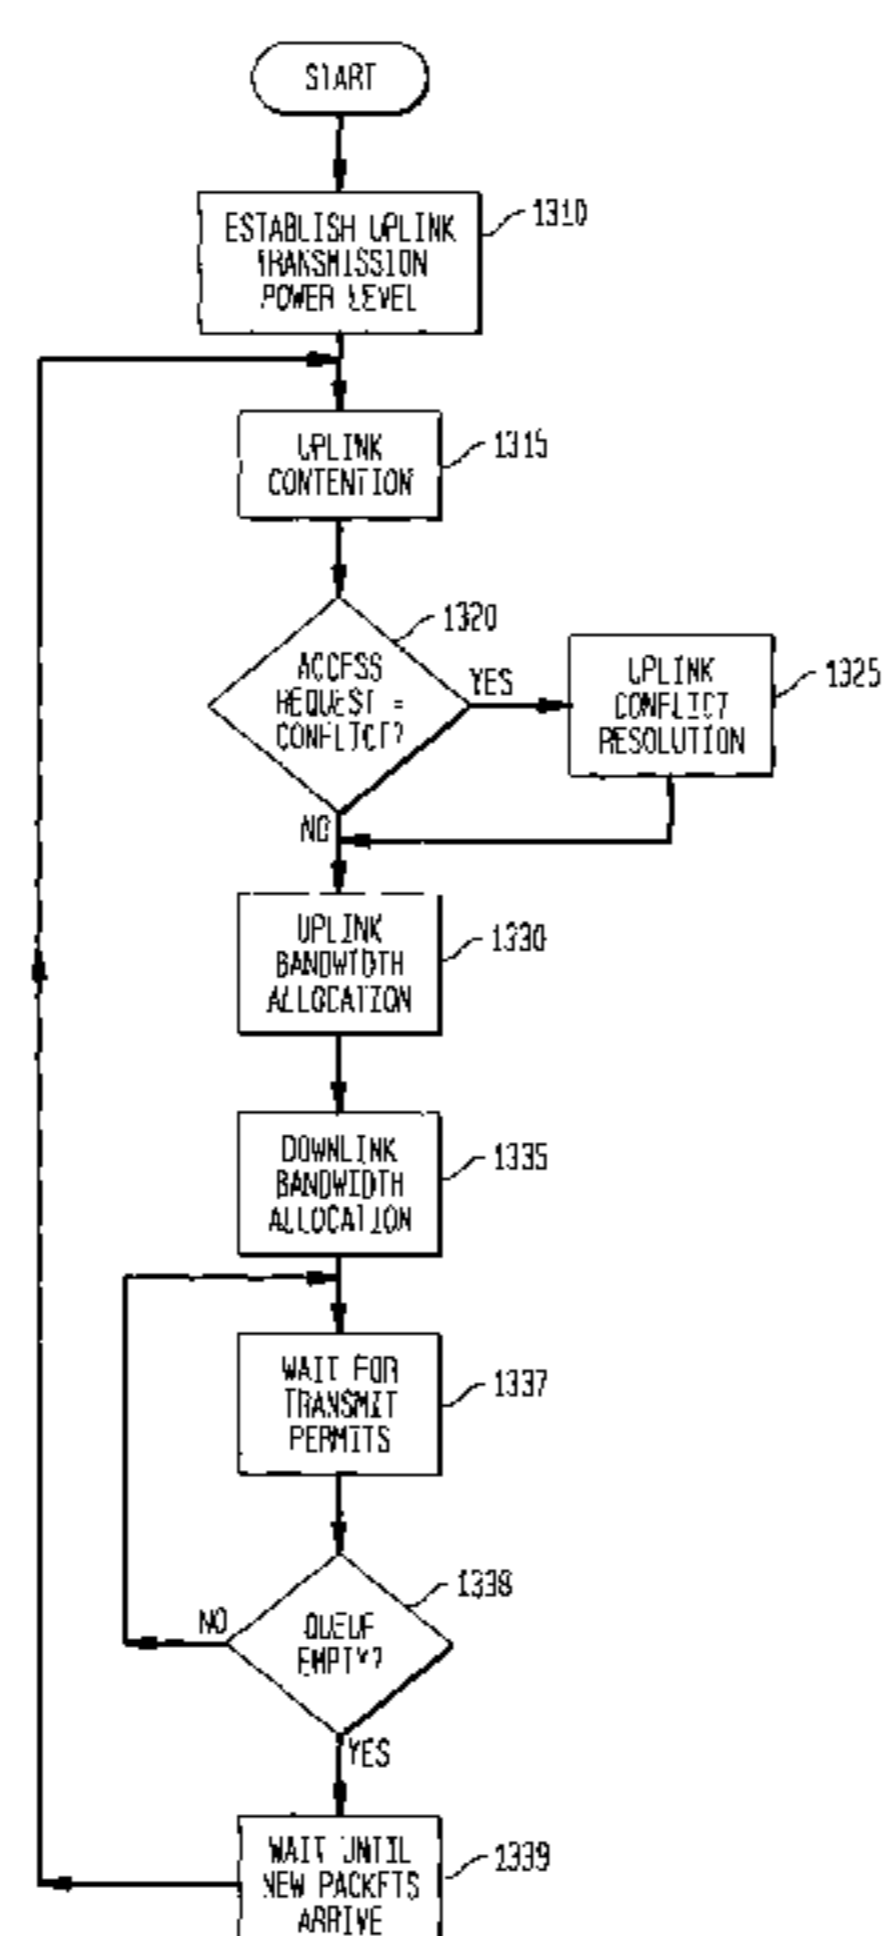 START
ESTABLISH UPLINK
TRANSMISSION
POWER LEVEL
1310
UPLINK
CONTENTION
1315
ACCESS
REQUEST =
CONFLICT?
1320
YES
UPLINK
CONFLICT
RESOLUTION
1325
NO
UPLINK
BANDWIDTH
ALLOCATION
1330
DOWNLINK
BANDWIDTH
ALLOCATION
1335
WAIT FOR
TRANSMIT
PERMITS
1337
QUEUE
EMPTY?
1338
NO
YES
WAIT UNTIL
NEW PACKETS
ARRIVE
1339